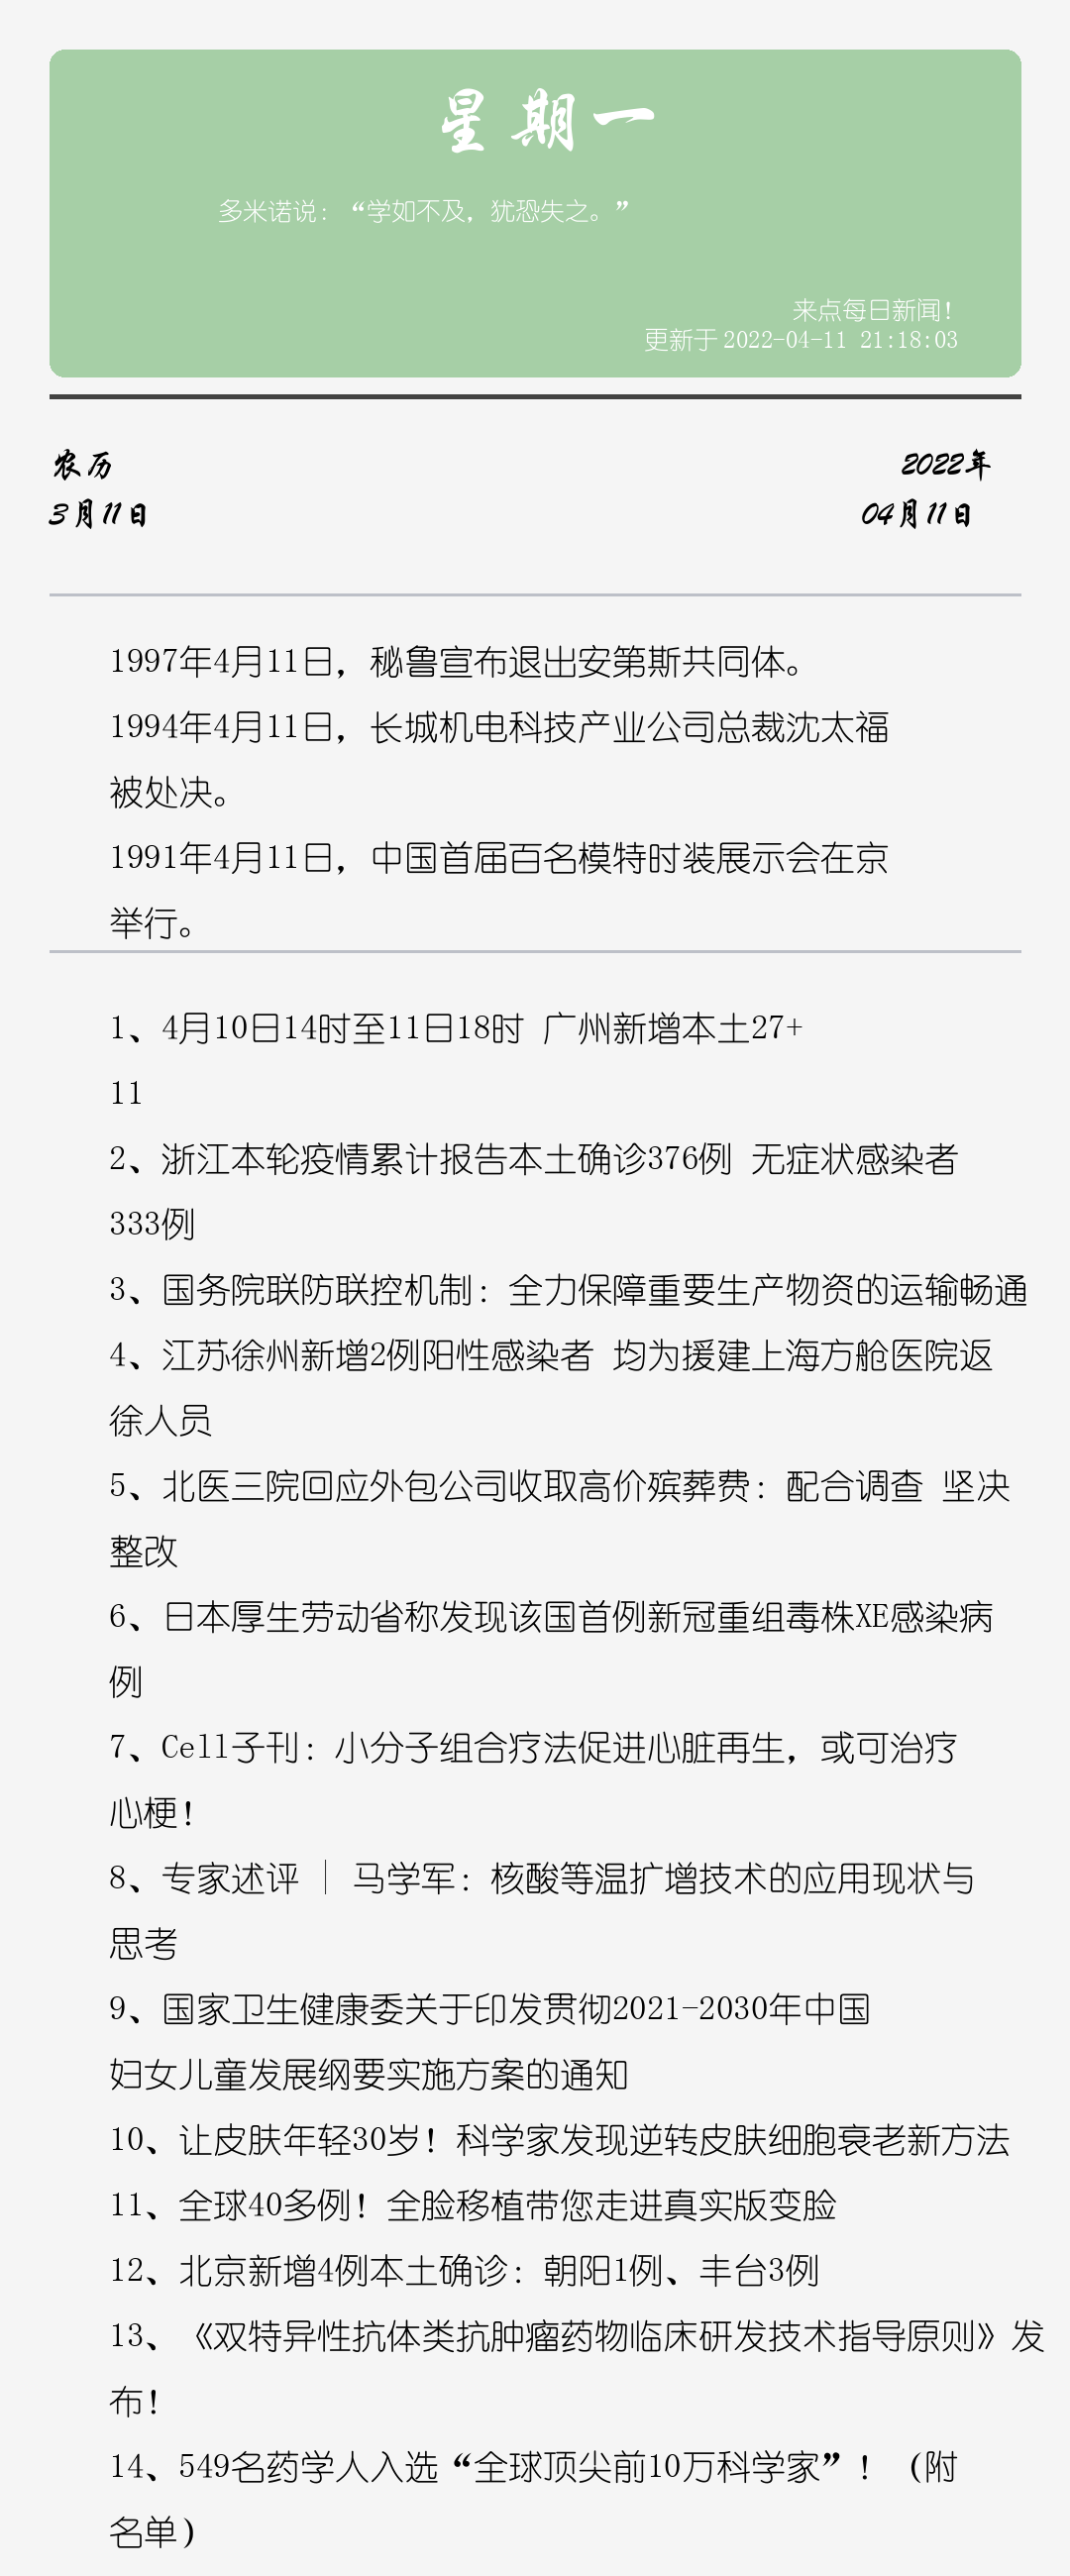 星期一
多米诺说：“学如不及，犹恐失之。”
来点每日新闻！
更新于2022-04-11 21:18:03
农历
2022年
3月11日
04月11日
1997年4月11日，秘鲁宣布退出安第斯共同体。
1994年4月11日，长城机电科技产业公司总裁沈太福
被处决。
1991年4月11日，中国首届百名模特时装展示会在京
举行。
1、4月10日14时至11日18时 广州新增本土27+
11
2、浙江本轮疫情累计报告本土确诊376例 无症状感染者
333例
3、国务院联防联控机制：全力保障重要生产物资的运输畅通
4、江苏徐州新增2例阳性感染者 均为援建上海方舱医院返
徐人员
5、北医三院回应外包公司收取高价殡葬费：配合调查 坚决
整改
6、日本厚生劳动省称发现该国首例新冠重组毒株XE感染病
例
7、Cell子刊：小分子组合疗法促进心脏再生，或可治疗
心梗！
8、专家述评 │ 马学军：核酸等温扩增技术的应用现状与
思考
9、国家卫生健康委关于印发贯彻2021-2030年中国
妇女儿童发展纲要实施方案的通知
10、让皮肤年轻30岁！科学家发现逆转皮肤细胞衰老新方法
11、全球40多例！全脸移植带您走进真实版变脸
12、北京新增4例本土确诊：朝阳1例、丰台3例
13、《双特异性抗体类抗肿瘤药物临床研发技术指导原则》发
布！
14、549名药学人入选“全球顶尖前10万科学家”！（附
名单）